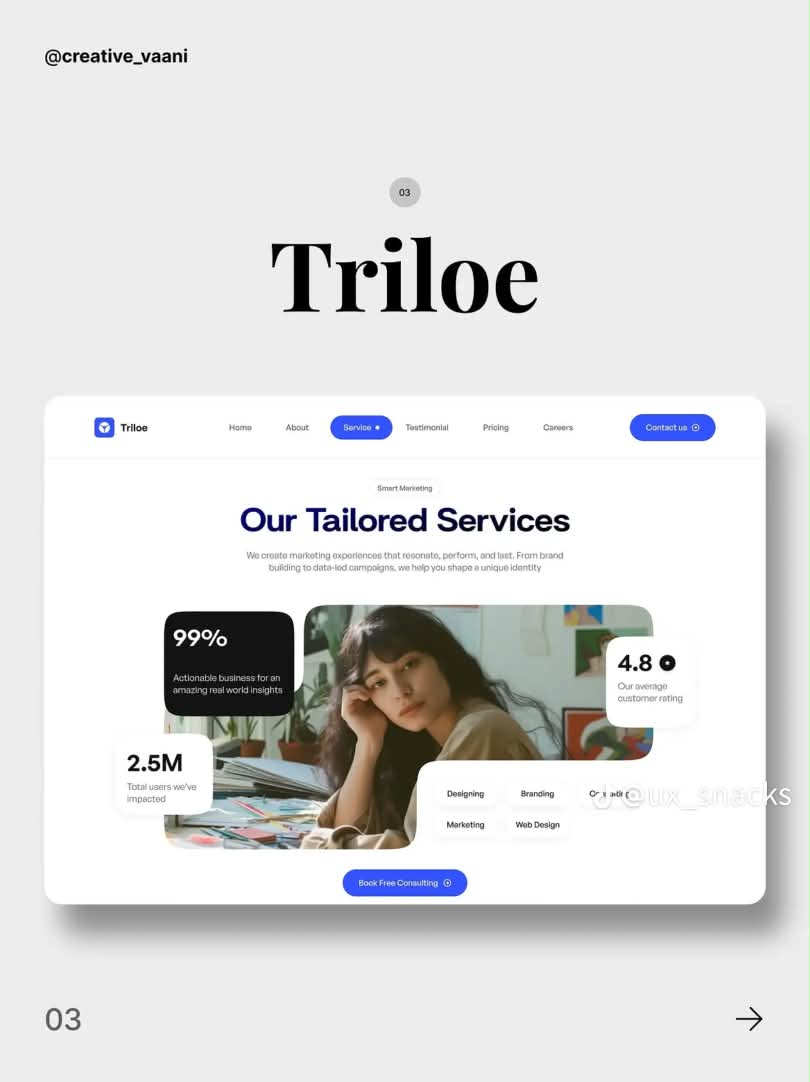 @creative_vaani
03
Triloe
Triloe
Home
About
Service
Testimonial
Pricing
Careers
Contact us
Smart Marketing
Our Tailored Services
We create marketing experiences that resonate, perform, and last. From brand
building to data-led campaigns, we help you shape a unique identity
99%
Actionable business for an
amazing real world insights
4.8
Our average
customer rating
2.5M
Total users we've
impacted
Designing
Branding
Marketing
Web Design
@ux_snacks
Book Free Consulting
03